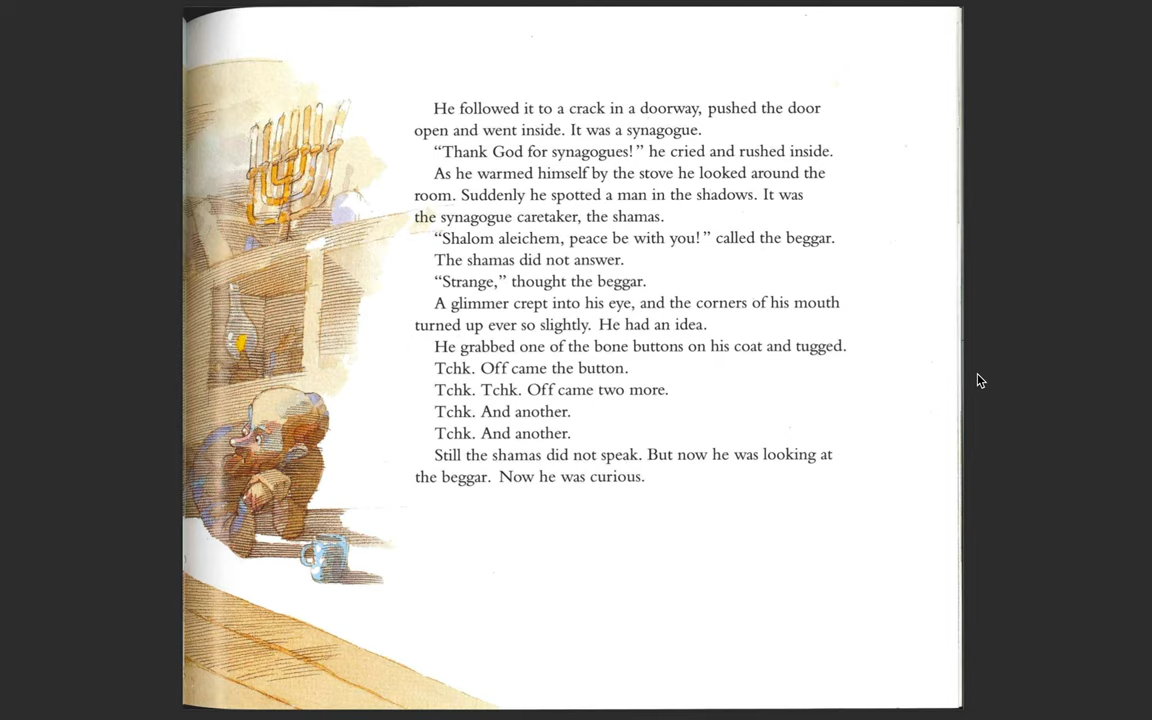 He followed it to a crack in a doorway, pushed the door
open and went inside. It was a synagogue.
“Thank God for synagogues!” he cried and rushed inside.
As he warmed himself by the stove he looked around the
room. Suddenly he spotted a man in the shadows. It was
the synagogue caretaker, the shamas.
“Shalom aleichem, peace be with you!” called the beggar.
The shamas did not answer.
“Strange,” thought the beggar.
A glimmer crept into his eye, and the corners of his mouth
turned up ever so slightly. He had an idea.
He grabbed one of the bone buttons on his coat and tugged.
Tchk. Off came the button.
Tchk. Tchk. Off came two more.
Tchk. And another.
Tchk. And another.
Still the shamas did not speak. But now he was looking at
the beggar. Now he was curious.